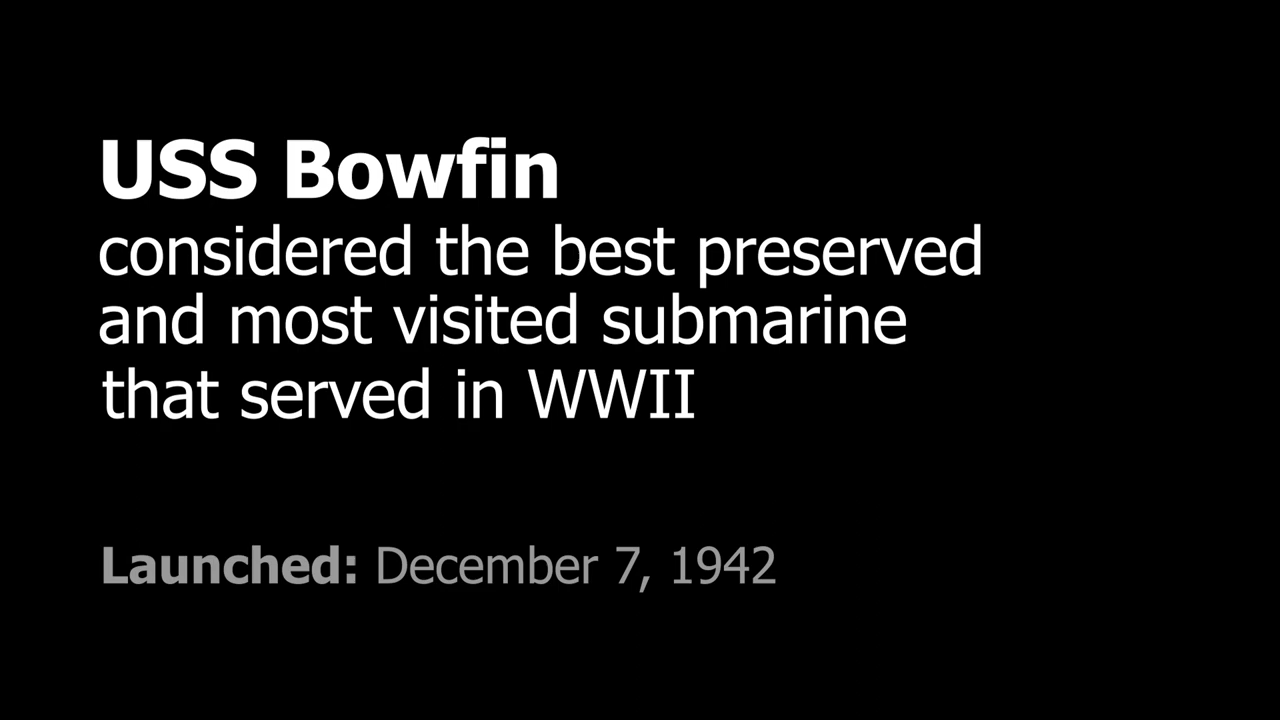 USS Bowfin
considered the best preserved
and most visited submarine
that served in WWII
Launched: December 7, 1942